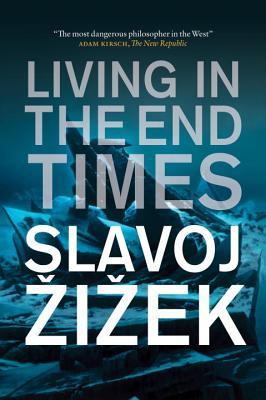 “The most dangerous philosopher in the West”
ADAM KIRSCH, The New Republic
LIVING IN
THE END
TIMES
SLAVOJ
ŽIŽEK